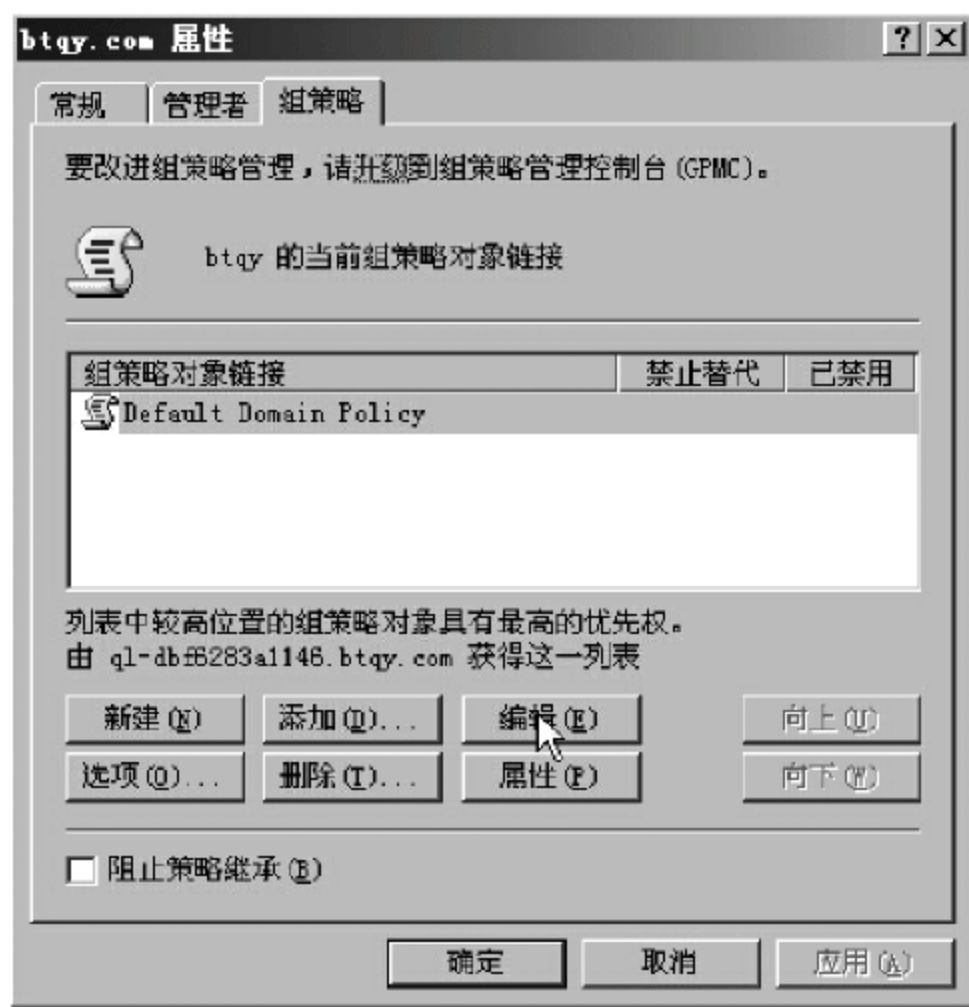 btqy.com 属性
常规 管理者 组策略
要改进组策略管理，请升级到组策略管理控制台(GPMC)。
btqy 的当前组策略对象链接
组策略对象链接 禁止替代 已禁用
Default Domain Policy
列表中较高位置的组策略对象具有最高的优先权。
由 ql-dbf6283a1146.btqy.com 获得这一列表
新建(N) 添加(D)... 编辑(E) 向上(U)
选项(O)... 删除(T)... 属性(P) 向下(W)
阻止策略继承(B)
确定 取消 应用(A)